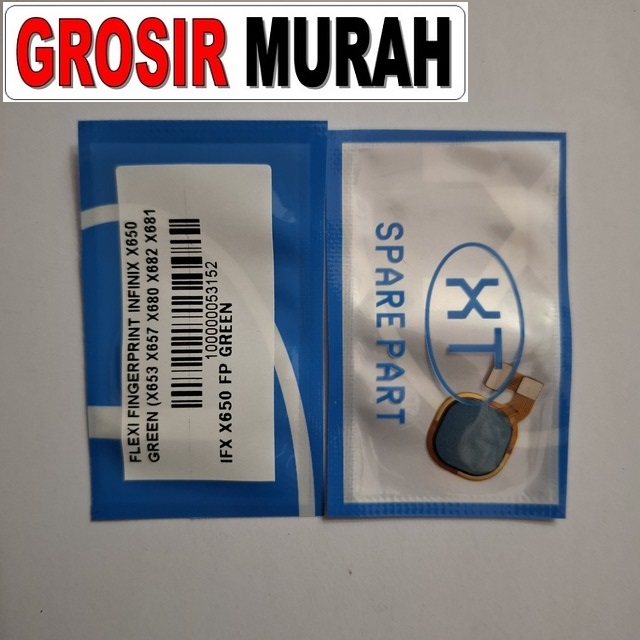 GROSIR MURAH
FLEXI FINGERPRINT INFINIX X650
GREEN (X653 X657 X680 X682 X681
100000053152
IFX X650 FP GREEN
XT
SPARE PART